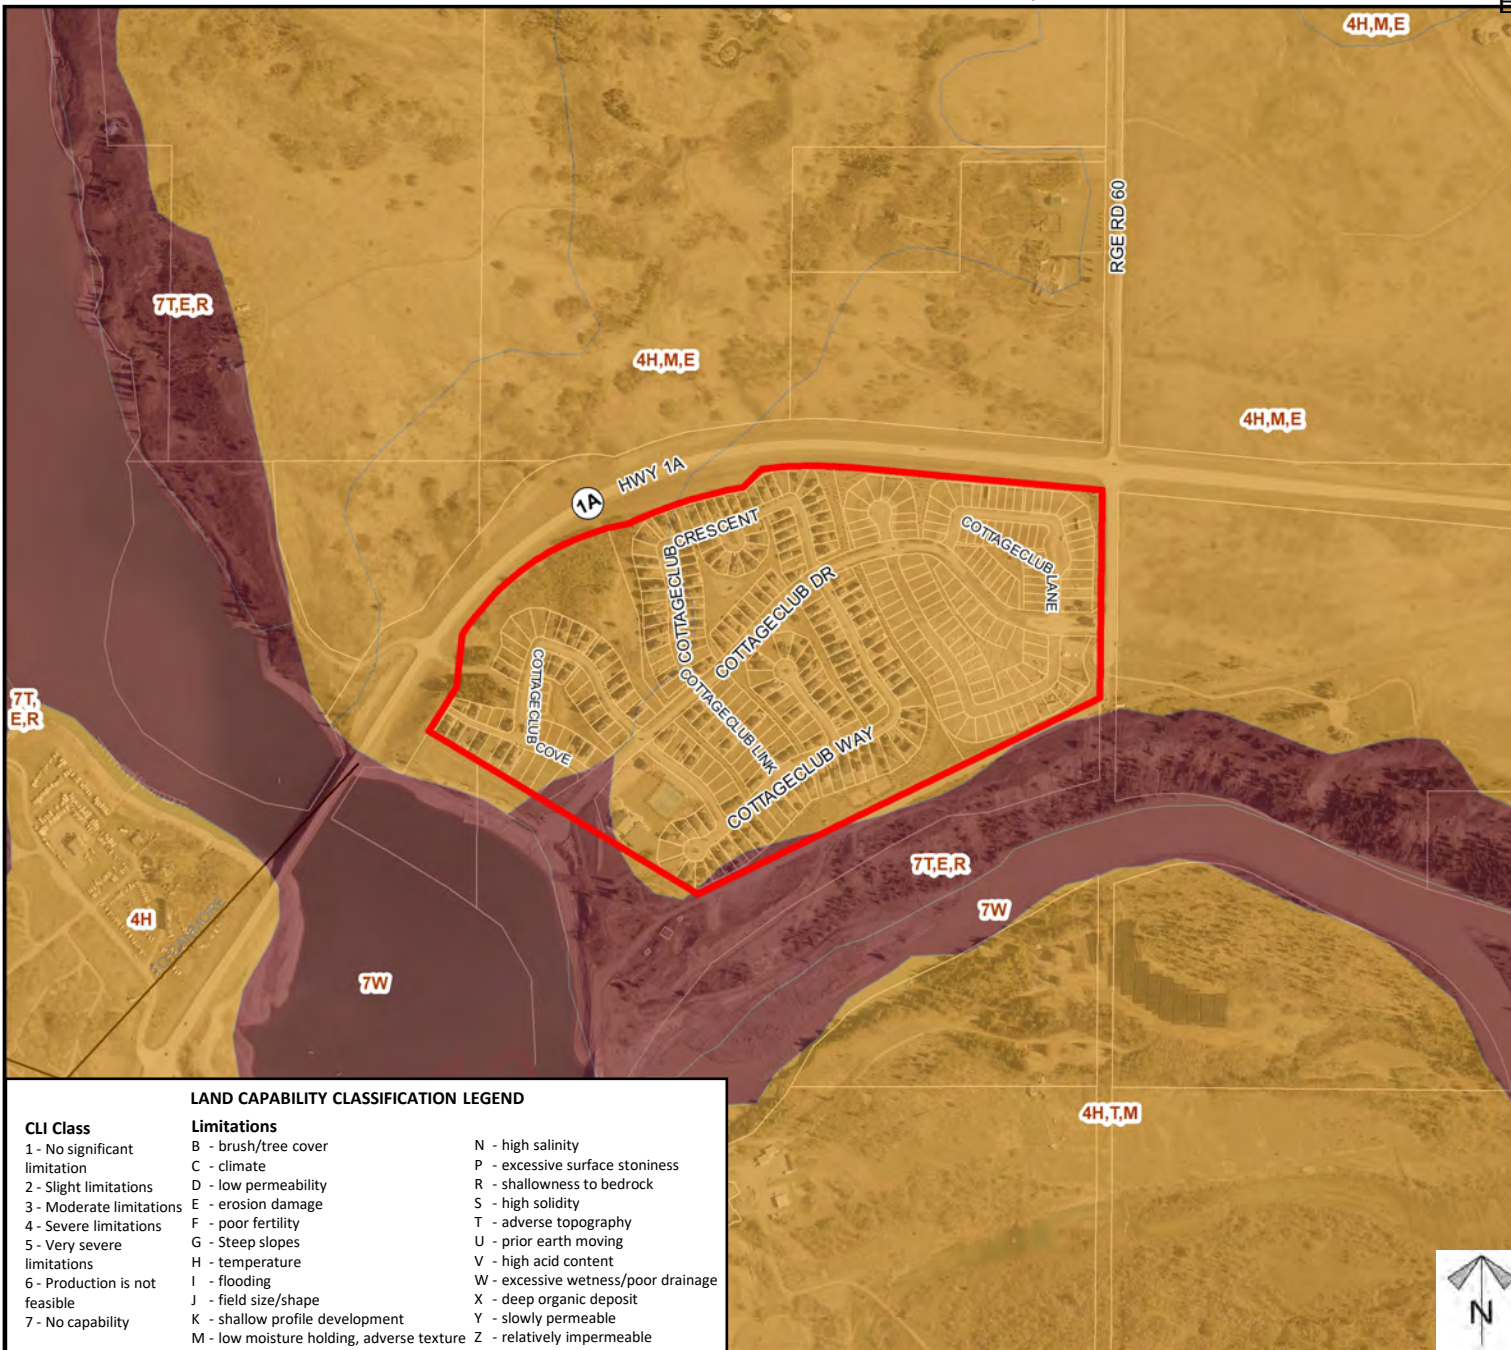 4H,M,E
RGE RD 60
7T,E,R
4H,M,E
4H,M,E
HWY 1A
1A
COTTAGECLUB CRESCENT
COTTAGECLUB LANE
COTTAGECLUB DR
COTTAGECLUB COVE
COTTAGECLUB LINK
COTTAGECLUB WAY
7T,
E,R
7T,E,R
7W
4H
TO CANMORE
7W
4H,T,M
LAND CAPABILITY CLASSIFICATION LEGEND
CLI Class
1 - No significant
limitation
2 - Slight limitations
3 - Moderate limitations
4 - Severe limitations
5 - Very severe
limitations
6 - Production is not
feasible
7 - No capability
Limitations
B - brush/tree cover
C - climate
D - low permeability
E - erosion damage
F - poor fertility
G - Steep slopes
H - temperature
I - flooding
J - field size/shape
K - shallow profile development
M - low moisture holding, adverse texture
N - high salinity
P - excessive surface stoniness
R - shallowness to bedrock
S - high solidity
T - adverse topography
U - prior earth moving
V - high acid content
W - excessive wetness/poor drainage
X - deep organic deposit
Y - slowly permeable
Z - relatively impermeable
N